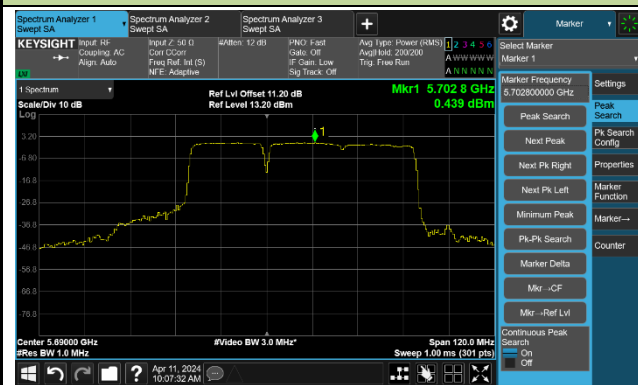 Spectrum Analyzer 1
Swept SA
Spectrum Analyzer 2
Swept SA
Spectrum Analyzer 3
Swept SA
+
Marker
KEYSIGHT
Input: RF
Coupling: AC
Align: Auto
Input Z: 50 Ω
Corr CCorr
Freq Ref: Int (S)
NFE: Adaptive
#Atten: 12 dB
PNO: Fast
Gate: Off
IF Gain: Low
Sig Track: Off
Avg Type: Power (RMS)
Avg|Hold: 200/200
Trig: Free Run
1 2 3 4 5 6
A W W W W W
A N N N N N
LXI
Select Marker
Marker 1
1 Spectrum
Scale/Div 10 dB
Log
Ref Lvl Offset 11.20 dB
Ref Level 13.20 dBm
Mkr1 5.702 8 GHz
0.439 dBm
1
3.20
-6.80
-16.8
-26.8
-36.8
-46.8
-56.8
-66.8
-76.8
Center 5.69000 GHz
#Res BW 1.0 MHz
#Video BW 3.0 MHz*
Span 120.0 MHz
Sweep 1.00 ms (301 pts)
Marker Frequency
5.702800000 GHz
Peak Search
Next Peak
Next Pk Right
Next Pk Left
Minimum Peak
Pk-Pk Search
Marker Delta
Mkr→CF
Mkr→Ref Lvl
Continuous Peak
Search
On
Off
Settings
Peak
Search
Pk Search
Config
Properties
Marker
Function
Marker→
Counter
?
Apr 11, 2024
10:07:32 AM